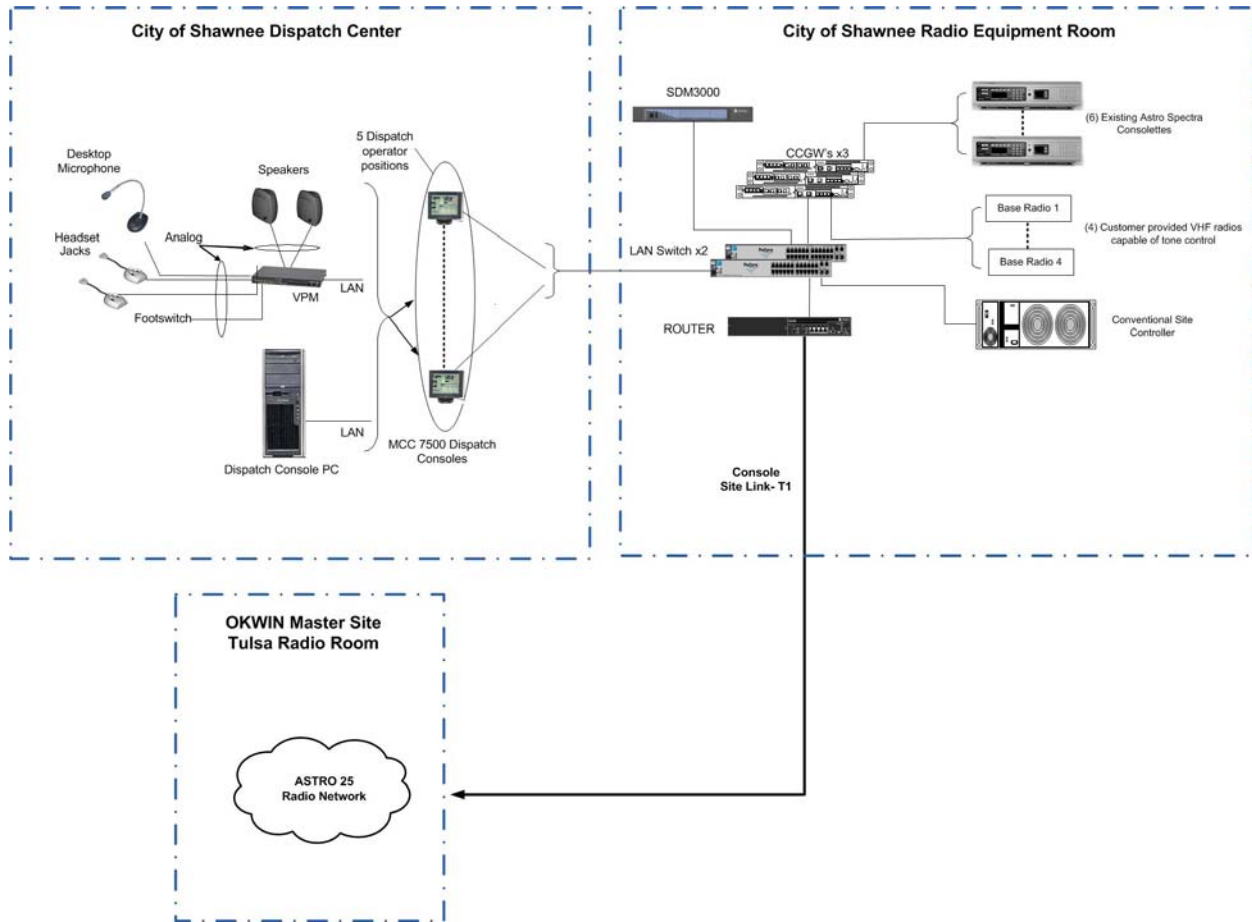 City of Shawnee Dispatch Center
5 Dispatch
operator
positions
Desktop
Microphone
Speakers
Headset
Jacks
Analog
VPM
LAN
Footswitch
LAN
Dispatch Console PC
MCC 7500 Dispatch
Consoles
City of Shawnee Radio Equipment Room
SDM3000
CCGW's x3
(6) Existing Astro Spectra
Consolettes
Base Radio 1
(4) Customer provided VHF radios
capable of tone control
Base Radio 4
LAN Switch x2
ROUTER
Conventional Site
Controller
Console
Site Link- T1
OKWIN Master Site
Tulsa Radio Room
ASTRO 25
Radio Network